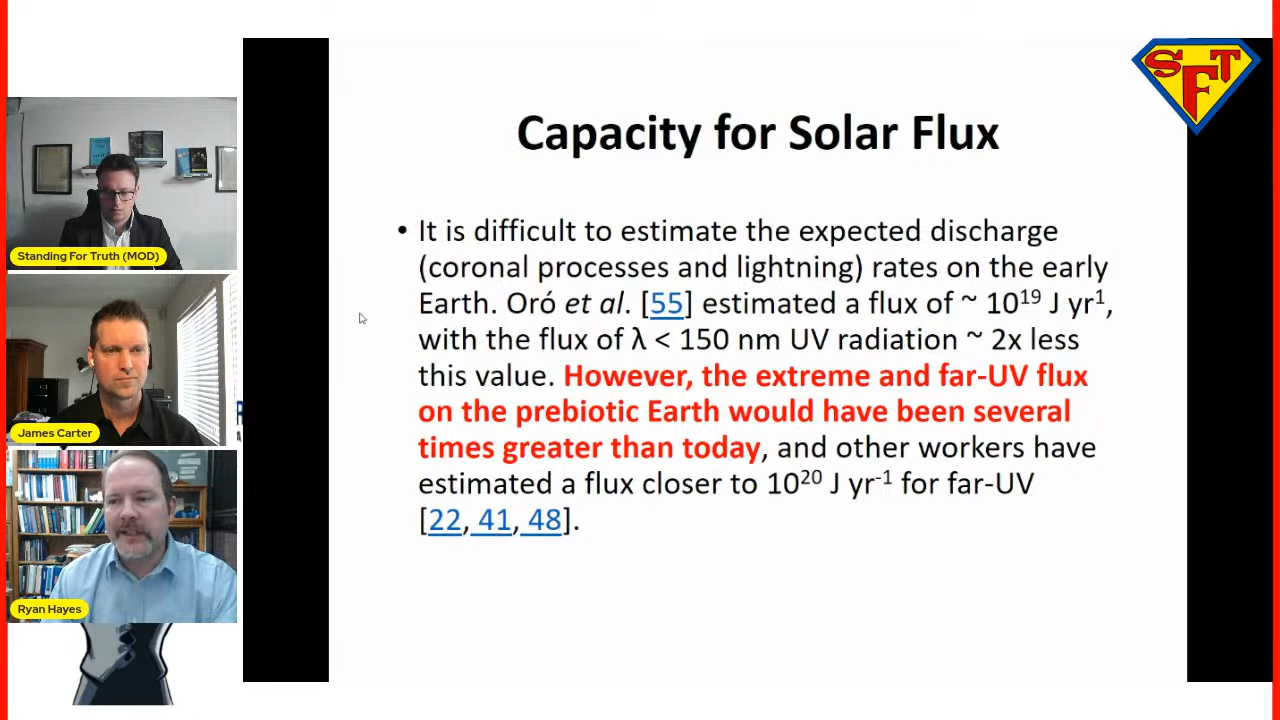 SFT
Capacity for Solar Flux
• It is difficult to estimate the expected discharge
(coronal processes and lightning) rates on the early
Earth. Oró et al. [55] estimated a flux of ~ 10¹⁹ J yr¹,
with the flux of λ < 150 nm UV radiation ~ 2x less
this value. However, the extreme and far-UV flux
on the prebiotic Earth would have been several
times greater than today, and other workers have
estimated a flux closer to 10²⁰ J yr⁻¹ for far-UV
[22, 41, 48].
Standing For Truth (MOD)
James Carter
Ryan Hayes